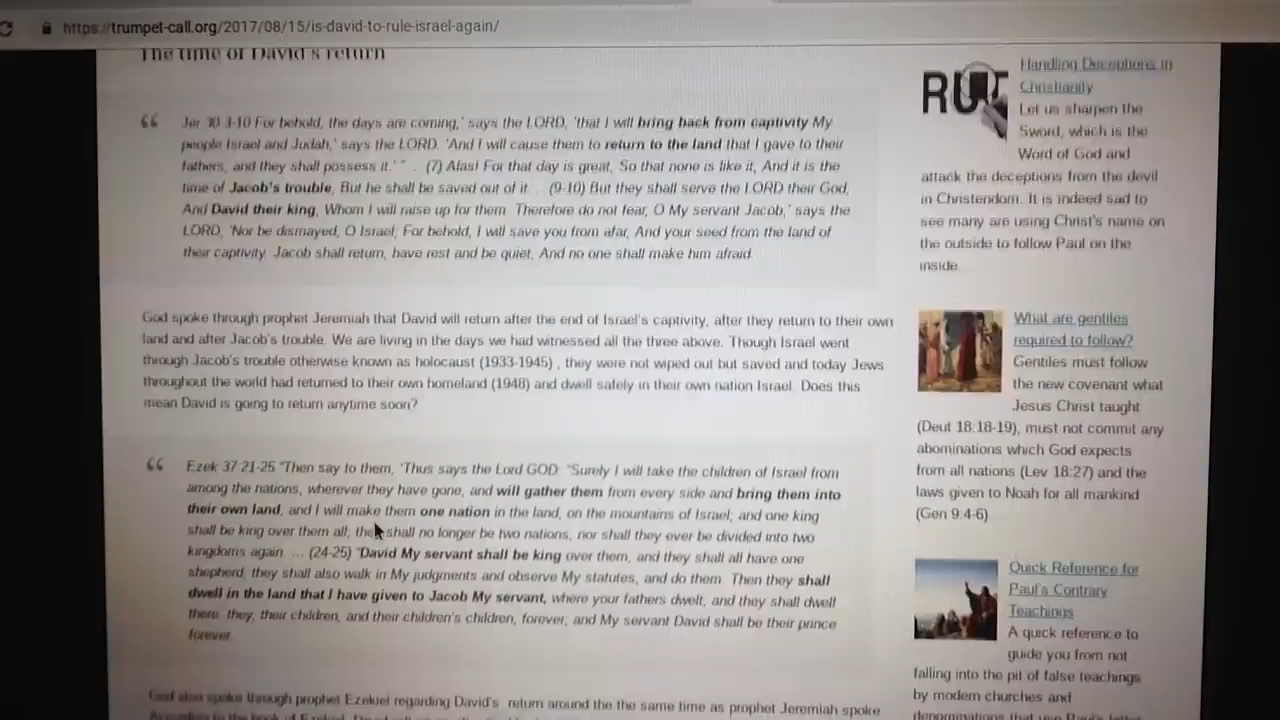 https://trumpet-call.org/2017/08/15/is-david-to-rule-israel-again/
The time of David's return
Jer 30 3-10 For behold, the days are coming,' says the LORD, 'that I will bring back from captivity My
people Israel and Judah,' says the LORD. 'And I will cause them to return to the land that I gave to their
fathers, and they shall possess it.' " ... (7) Alas! For that day is great, So that none is like it, And it is the
time of Jacob's trouble, But he shall be saved out of it. ... (9-10) But they shall serve the LORD their God,
And David their king, Whom I will raise up for them. Therefore do not fear, O My servant Jacob,' says the
LORD, 'Nor be dismayed, O Israel; For behold, I will save you from afar, And your seed from the land of
their captivity. Jacob shall return, have rest and be quiet, And no one shall make him afraid.
God spoke through prophet Jeremiah that David will return after the end of Israel's captivity, after they return to their own
land and after Jacob's trouble. We are living in the days we had witnessed all the three above. Though Israel went
through Jacob's trouble otherwise known as holocaust (1933-1945) , they were not wiped out but saved and today Jews
throughout the world had returned to their own homeland (1948) and dwell safely in their own nation Israel. Does this
mean David is going to return anytime soon?
Ezek 37:21-25 "Then say to them, 'Thus says the Lord GOD: "Surely I will take the children of Israel from
among the nations, wherever they have gone, and will gather them from every side and bring them into
their own land; and I will make them one nation in the land, on the mountains of Israel; and one king
shall be king over them all; they shall no longer be two nations, nor shall they ever be divided into two
kingdoms again. ... (24-25) "David My servant shall be king over them, and they shall all have one
shepherd; they shall also walk in My judgments and observe My statutes, and do them. Then they shall
dwell in the land that I have given to Jacob My servant, where your fathers dwelt; and they shall dwell
there, they, their children, and their children's children, forever; and My servant David shall be their prince
forever.
God also spoke through prophet Ezekiel regarding David's return around the the same time as prophet Jeremiah spoke
RU
Handling Deceptions in
Christianity
Let us sharpen the
Sword, which is the
Word of God and
attack the deceptions from the devil
in Christendom. It is indeed sad to
see many are using Christ's name on
the outside to follow Paul on the
inside.
What are gentiles
required to follow?
Gentiles must follow
the new covenant what
Jesus Christ taught
(Deut 18:18-19), must not commit any
abominations which God expects
from all nations (Lev 18:27) and the
laws given to Noah for all mankind
(Gen 9:4-6)
Quick Reference for
Paul's Contrary
Teachings
A quick reference to
guide you from not
falling into the pit of false teachings
by modern churches and
denominations that use Paul's